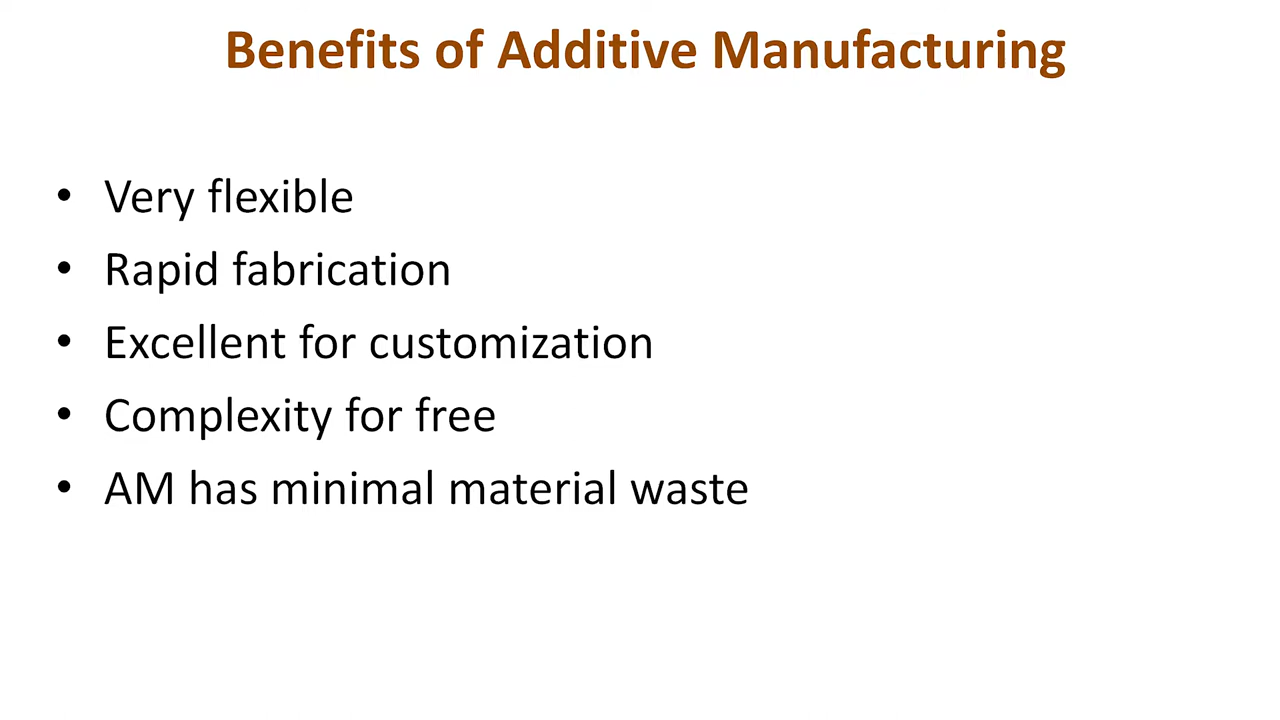 Benefits of Additive Manufacturing
• Very flexible
• Rapid fabrication
• Excellent for customization
• Complexity for free
• AM has minimal material waste